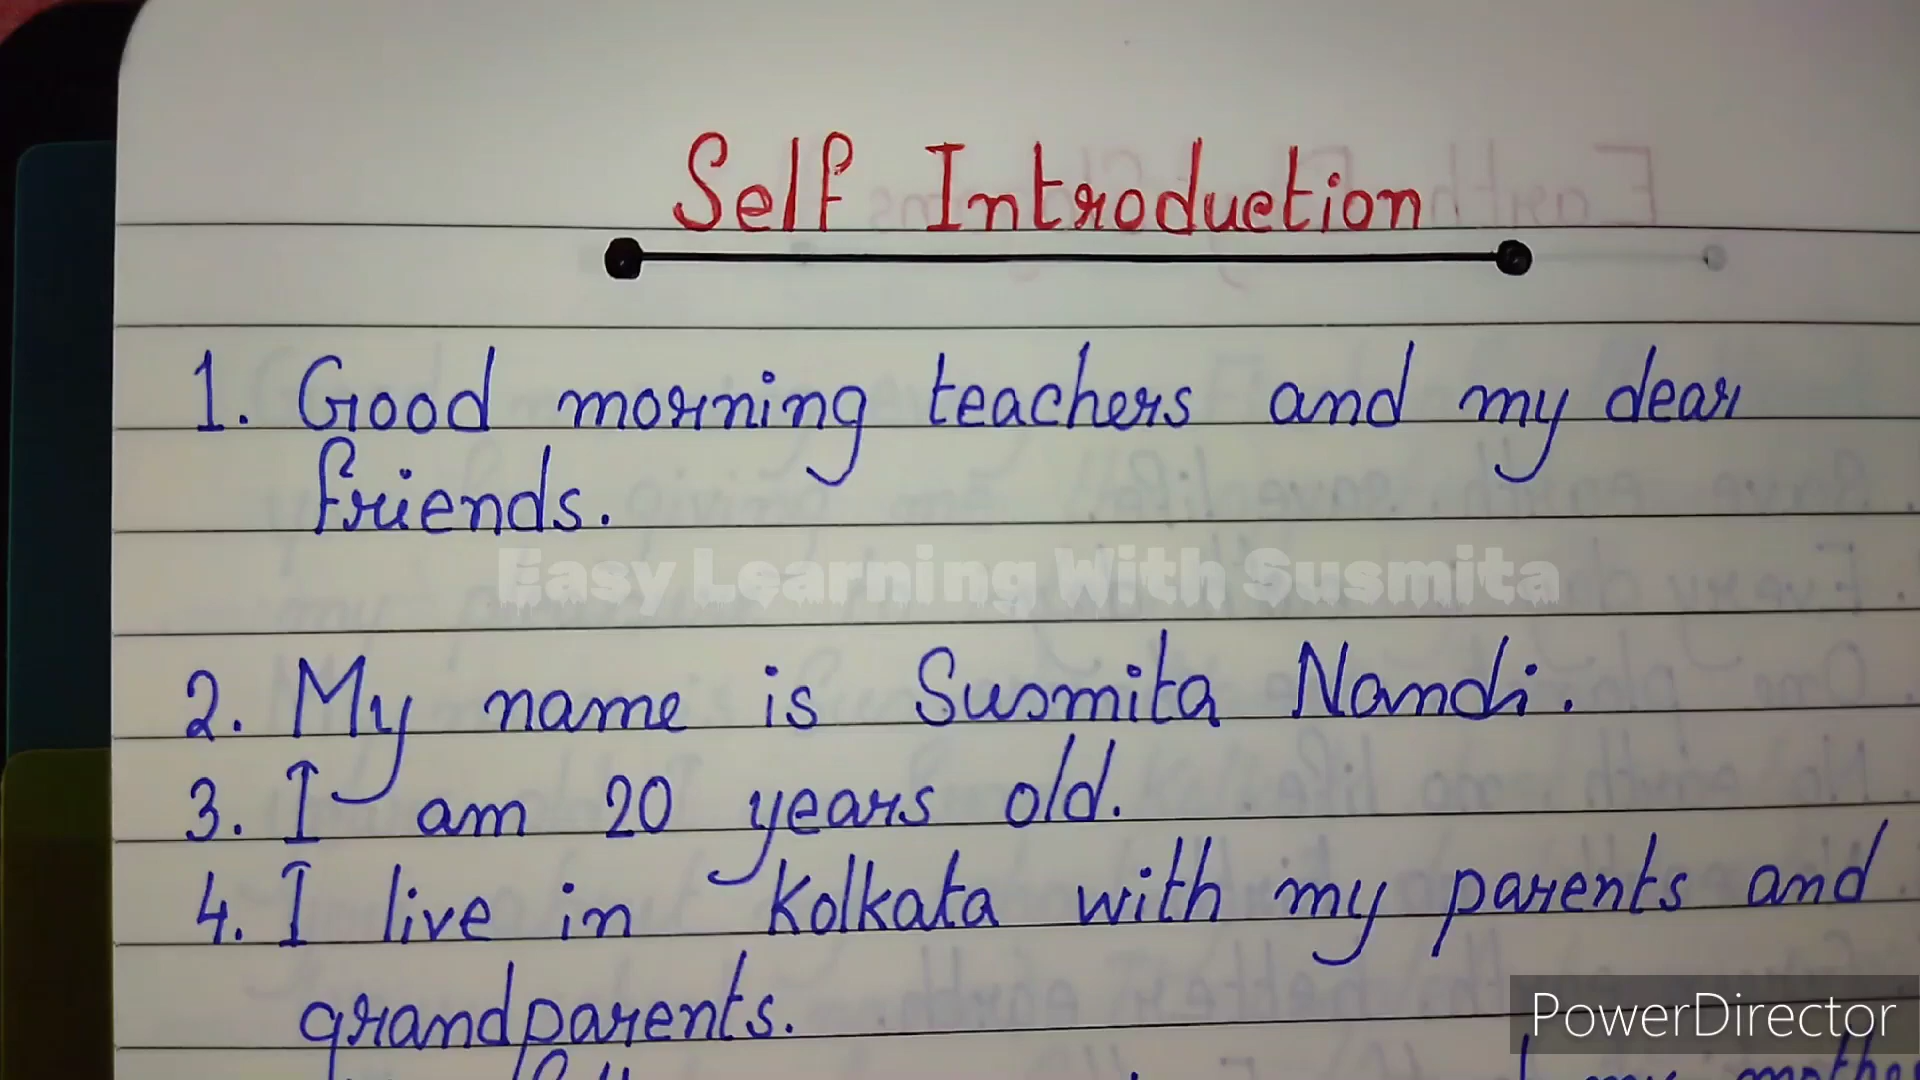 Self Introduction
1. Good morning teachers and my dear
friends.
Easy Learning With Susmita
2. My name is Susmita Nandi.
3. I am 20 years old.
4. I live in Kolkata with my parents and
grandparents.
PowerDirector